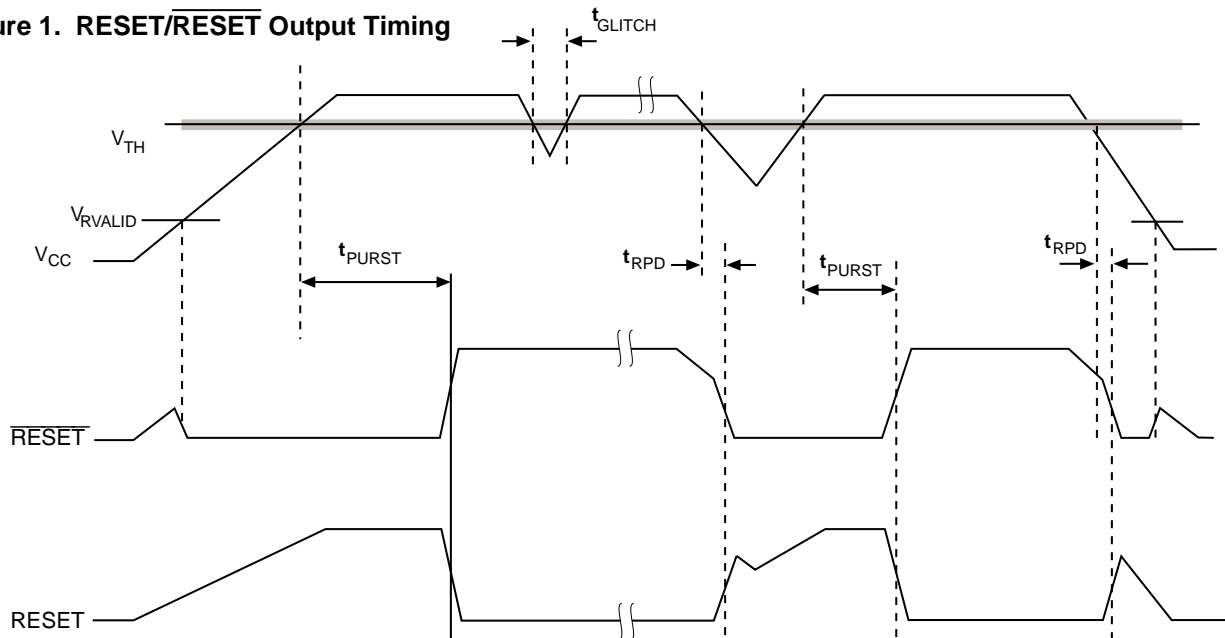 ure 1. RESET/RESET Output Timing
tGLITCH
VTH
VRVALID
VCC
tPURST
tRPD
tPURST
tRPD
RESET
RESET